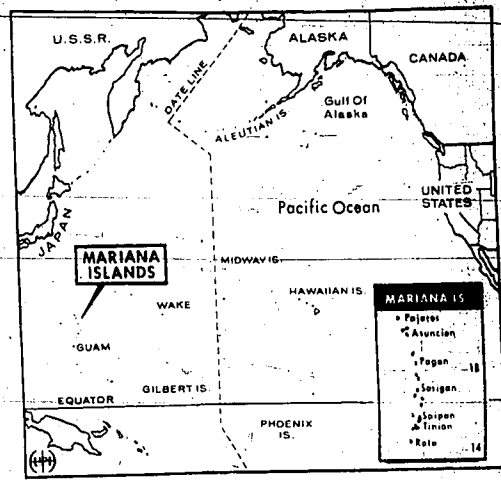 U.S.S.R.
ALASKA
CANADA
DATE LINE
Gulf Of
Alaska
ALEUTIAN IS.
UNITED
STATES
Pacific Ocean
JAPAN
MARIANA
ISLANDS
MIDWAY IS.
HAWAIIAN IS.
WAKE
GUAM
GILBERT IS.
EQUATOR
PHOENIX
IS.
MARIANA IS
Pajaros
Asuncion
Pagan
18
Sarigan
Saipan
Tinian
Rota
14
UPI